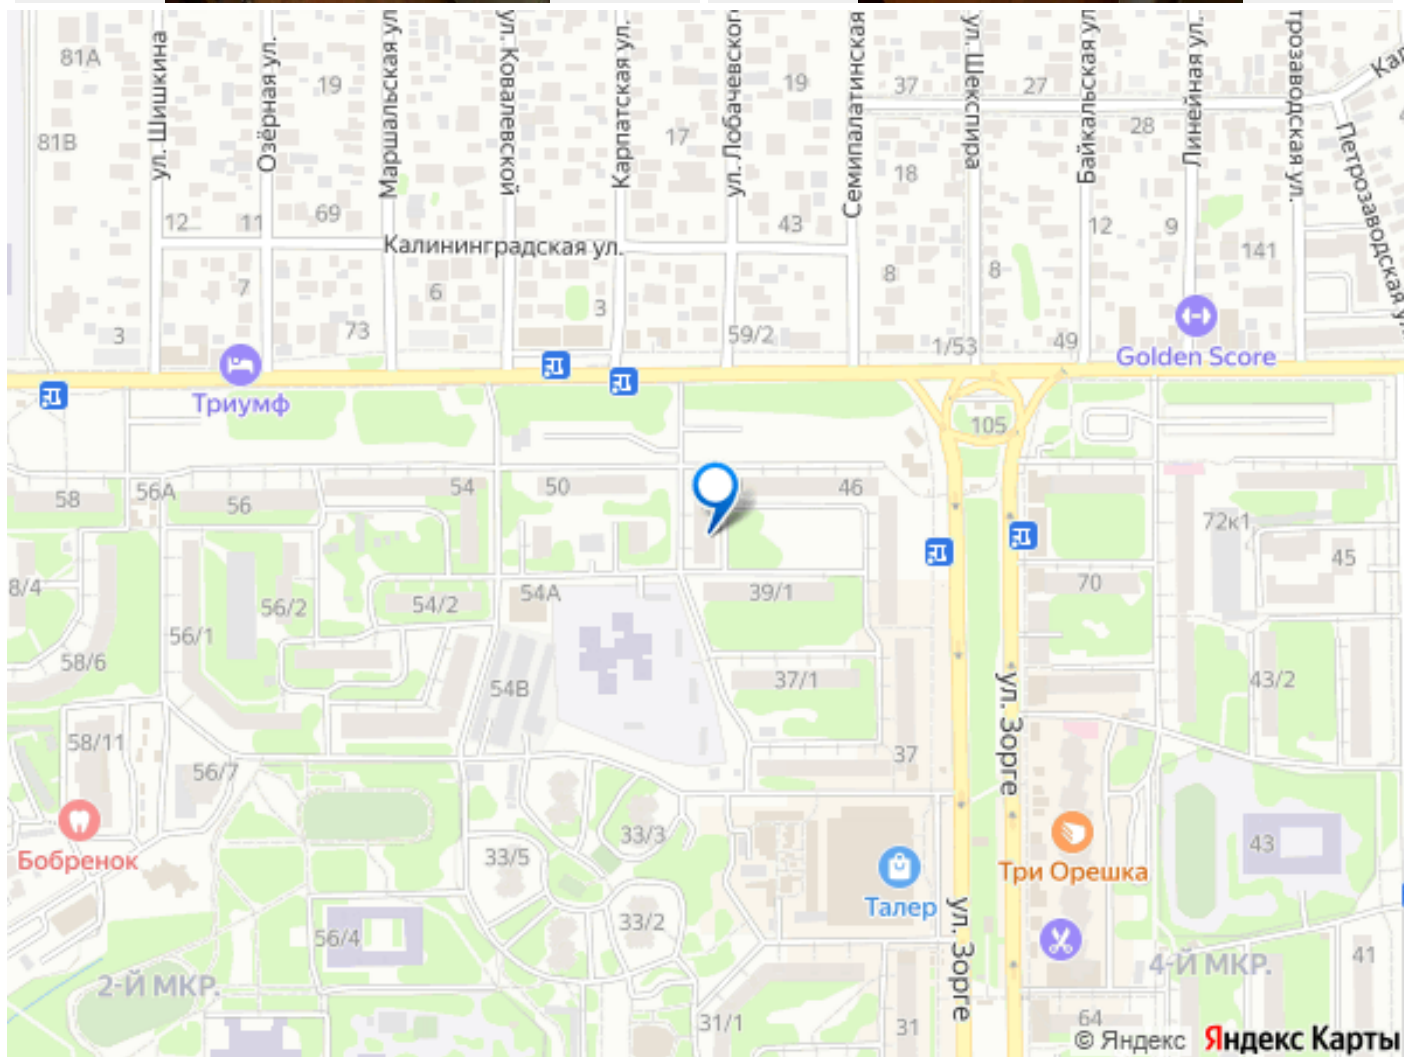 81А
ул. Шишкина
Озёрная ул.
19
Маршальская ул
ул. Ковалевской
Карпатская ул.
17
ул. Лобачевского
19
Семипалатинская
37
ул. Шекспира
27
Байкальская ул
28
Линейная ул.
трозаводская ул.
Кал
Петрозаводская ул.
81В
12
11
69
Калининградская ул.
43
18
12
9
141
7
6
3
8
8
3
73
59/2
1/53
49
Golden Score
Триумф
105
58
56А
56
54
50
46
72к1
45
8/4
56/2
54/2
54А
39/1
70
56/1
58/6
54В
37/1
ул. Зорге
43/2
58/11
56/7
37
33/3
Бобренок
33/5
Три Орешка
43
Талер
ул. Зорге
33/2
56/4
2-Й МКР.
4-Й МКР.
41
31/1
31
64
© Яндекс Яндекс Карты